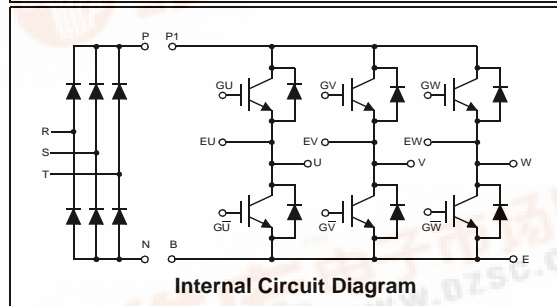 P P1
GU GV GW
R
EU EV EW
S
U V W
T
GU̅ GV̅ GW̅
N B E
Internal Circuit Diagram